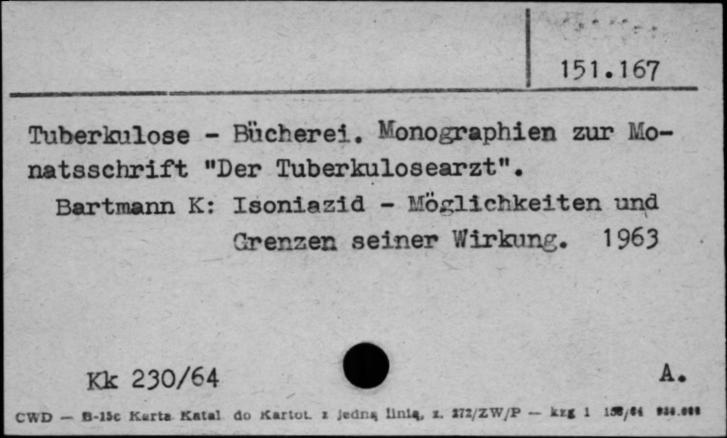 151.167
Tuberkulose - Bücherei. Monographien zur Mo-
natsschrift "Der Tuberkulosearzt".
Bartmann K: Isoniazid - Möglichkeiten und
Grenzen seiner Wirkung. 1963
Kk 230/64
A.
CWD — B-15c Karta Katal do Kartot. z jedną linią, z. 272/ZW/P — kzg 1